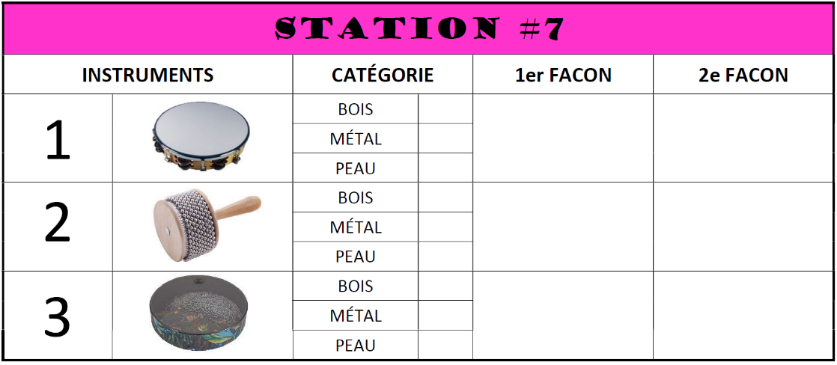 STATION #7
INSTRUMENTS CATÉGORIE 1er FACON 2e FACON
1
BOIS
MÉTAL
PEAU
2
BOIS
MÉTAL
PEAU
3
BOIS
MÉTAL
PEAU